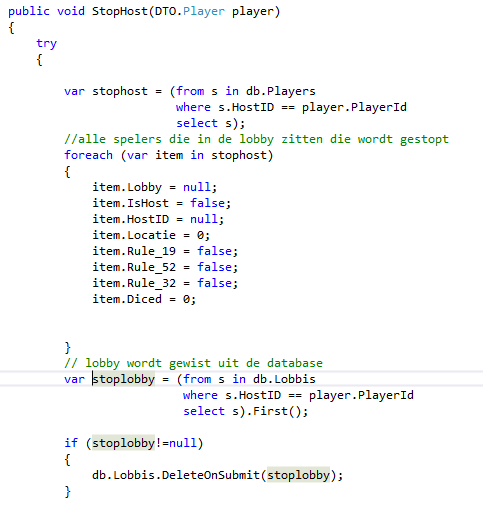 public void StopHost(DTO.Player player)
{
try
{
var stophost = (from s in db.Players
where s.HostID == player.PlayerId
select s);
//alle spelers die in de lobby zitten die wordt gestopt
foreach (var item in stophost)
{
item.Lobby = null;
item.IsHost = false;
item.HostID = null;
item.Locatie = 0;
item.Rule_19 = false;
item.Rule_52 = false;
item.Rule_32 = false;
item.Diced = 0;
}
// lobby wordt gewist uit de database
var stoplobby = (from s in db.Lobbis
where s.HostID == player.PlayerId
select s).First();
if (stoplobby!=null)
{
db.Lobbis.DeleteOnSubmit(stoplobby);
}